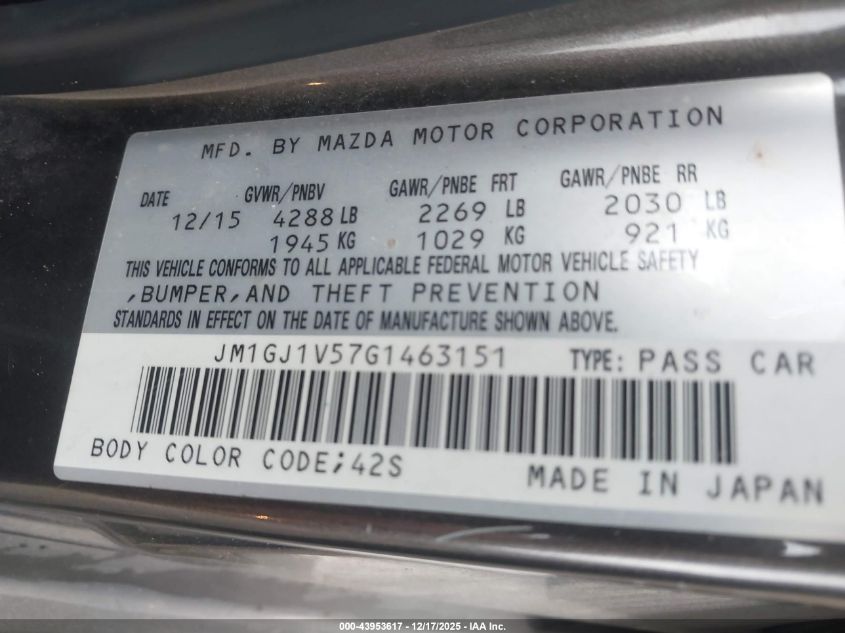 MFD. BY MAZDA MOTOR CORPORATION
DATE GVWR/PNBV GAWR/PNBE FRT GAWR/PNBE RR
12/15 4288 LB 2269 LB 2030 LB
1945 KG 1029 KG 921 KG
THIS VEHICLE CONFORMS TO ALL APPLICABLE FEDERAL MOTOR VEHICLE SAFETY
,BUMPER,AND THEFT PREVENTION
STANDARDS IN EFFECT ON THE DATE OF MANUFACTURE SHOWN ABOVE.
JM1GJ1V57G1463151 TYPE: PASS CAR
BODY COLOR CODE;42S MADE IN JAPAN
000-43953617 - 12/17/2025 - IAA Inc.